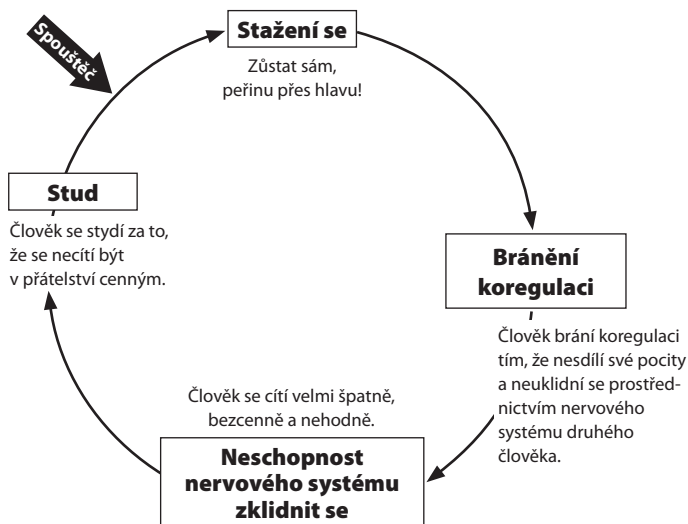 Spouštěč
Stažení se
Zůstat sám,
peřinu přes hlavu!
Stud
Člověk se stydí za to,
že se necítí být
v přátelství cenným.
Bránění
koregulaci
Člověk brání koregulaci
tím, že nesdílí své pocity
a neuklidní se prostřed-
nictvím nervového
systému druhého
člověka.
Člověk se cítí velmi špatně,
bezcenně a nehodně.
Neschopnost
nervového systému
zklidnit se